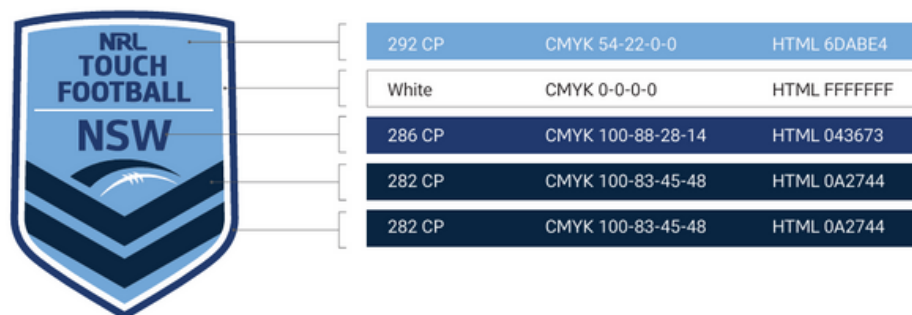 NRL
TOUCH
FOOTBALL
NSW
292 CP CMYK 54-22-0-0 HTML 6DABE4
White CMYK 0-0-0-0 HTML FFFFFFF
286 CP CMYK 100-88-28-14 HTML 043673
282 CP CMYK 100-83-45-48 HTML 0A2744
282 CP CMYK 100-83-45-48 HTML 0A2744